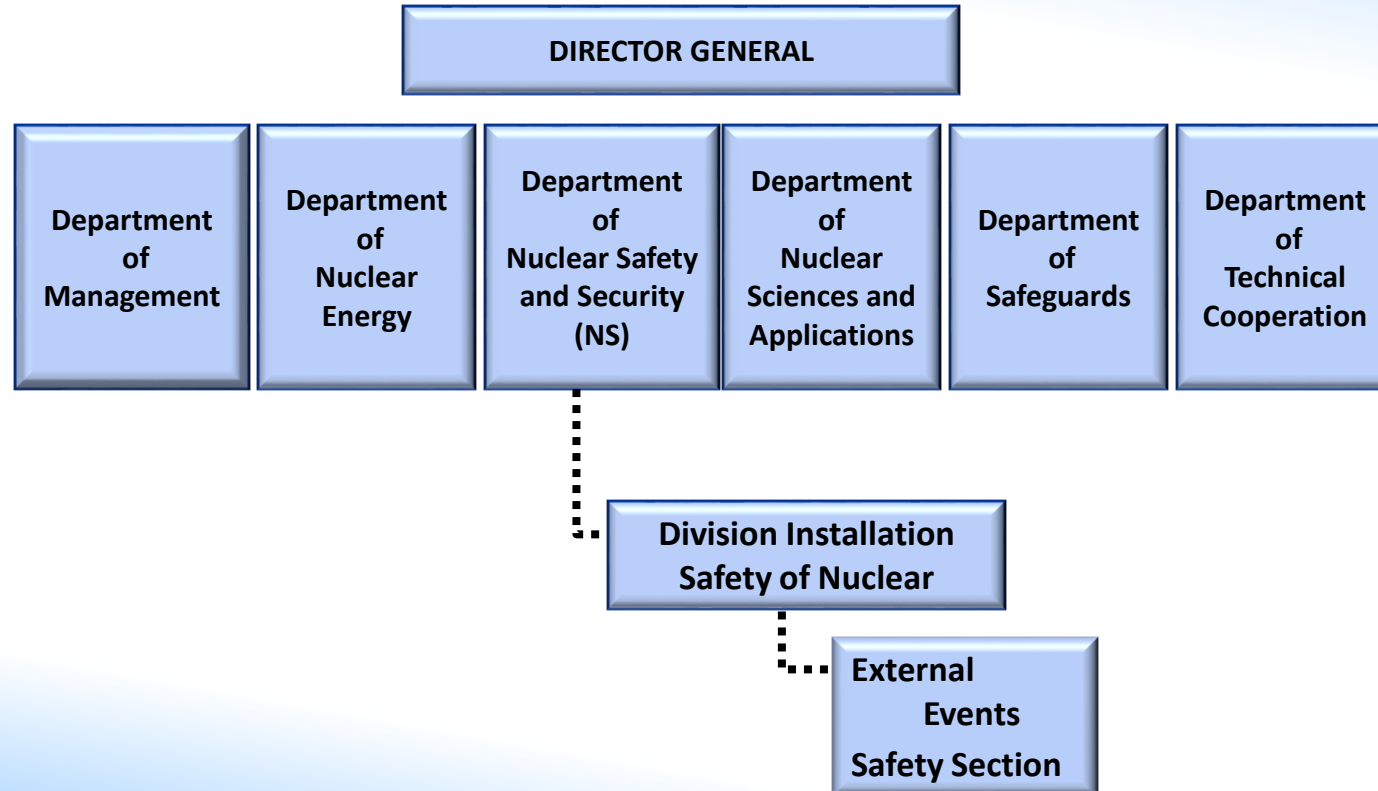 DIRECTOR GENERAL
Department
of
Management
Department
of
Nuclear
Energy
Department
of
Nuclear Safety
and Security
(NS)
Department
of
Nuclear
Sciences and
Applications
Department
of
Safeguards
Department
of
Technical
Cooperation
Division Installation
Safety of Nuclear
External
Events
Safety Section